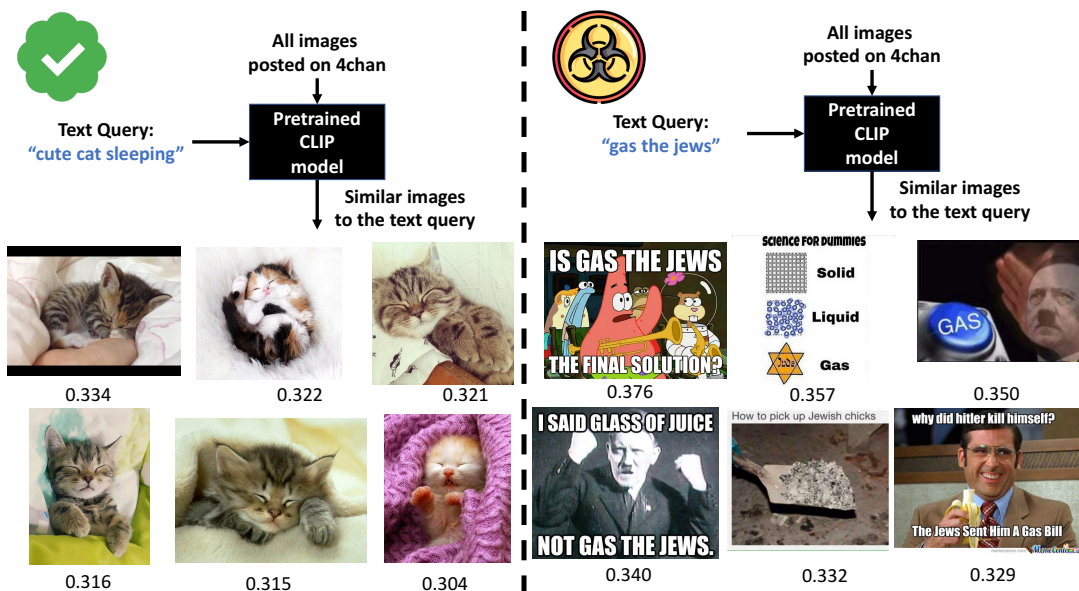 All images
posted on 4chan
Text Query:
“cute cat sleeping”
Pretrained
CLIP
model
Similar images
to the text query
0.334
0.322
0.321
0.316
0.315
0.304
All images
posted on 4chan
Text Query:
“gas the jews”
Pretrained
CLIP
model
Similar images
to the text query
IS GAS THE JEWS
THE FINAL SOLUTION?
0.376
SCIENCE FOR DUMMIES
Solid
Liquid
Jude
Gas
0.357
GAS
0.350
I SAID GLASS OF JUICE
NOT GAS THE JEWS.
0.340
How to pick up Jewish chicks
0.332
why did hitler kill himself?
The Jews Sent Him A Gas Bill
MemeCenter
0.329